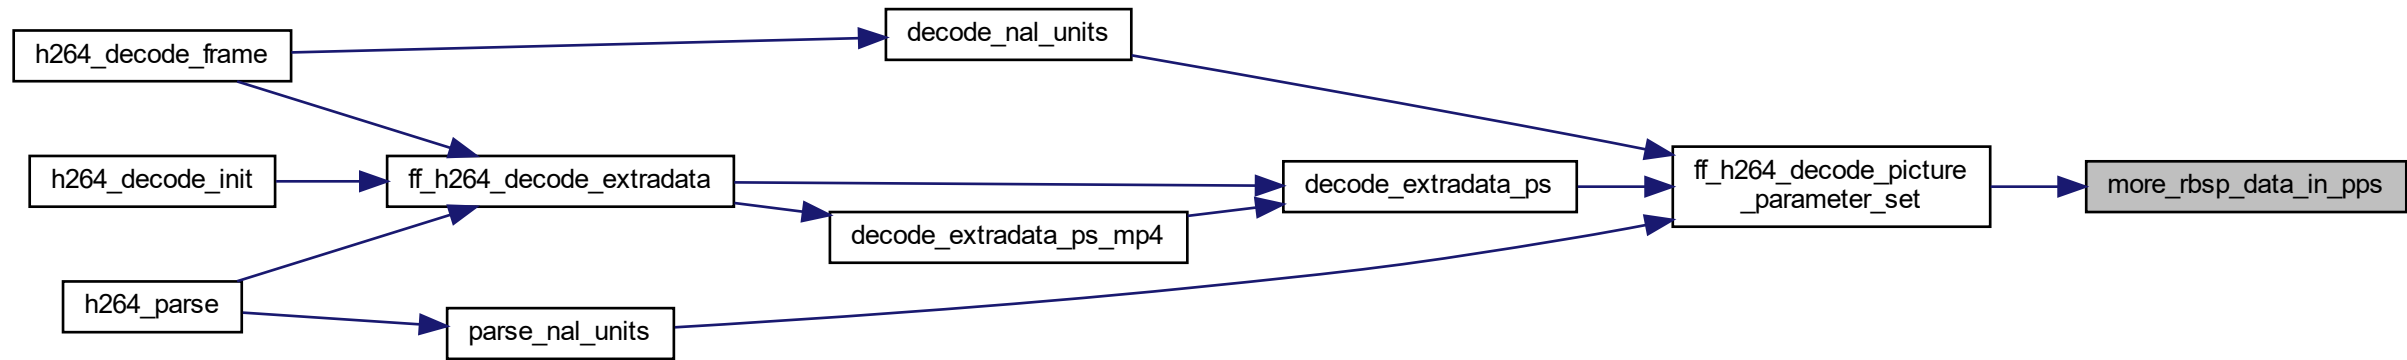 decode_nal_units
h264_decode_frame
h264_decode_init
ff_h264_decode_extradata
decode_extradata_ps
ff_h264_decode_picture
_parameter_set
more_rbsp_data_in_pps
decode_extradata_ps_mp4
h264_parse
parse_nal_units